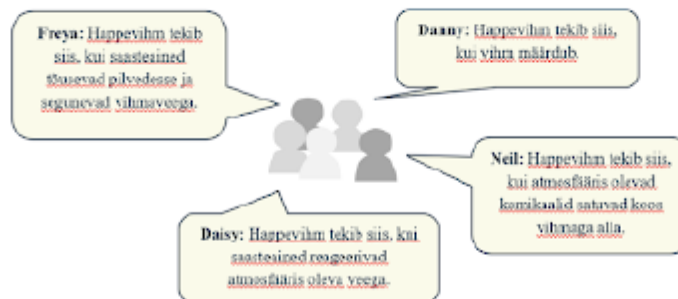 Freya: Happevihm tekib
siis, kui saasteained
tõusevad pilvedesse ja
segunevad vihmaveega.
Danny: Happevihm tekib siis,
kui vihm määrdub.
Neil: Happevihm tekib siis,
kui atmosfääris olevad
kemikaalid satuvad koos
vihmaga alla.
Daisy: Happevihm tekib siis, kui
saasteained reageerivad
atmosfääris oleva veega.